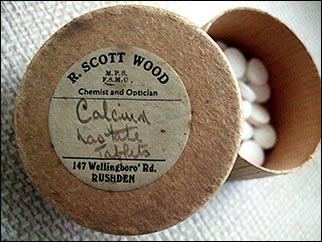 R. SCOTT WOOD
M.P.S.
F.S.M.C.
Chemist and Optician
Calcium
Lactate
Tablets
147 Wellingboro' Rd.
RUSHDEN